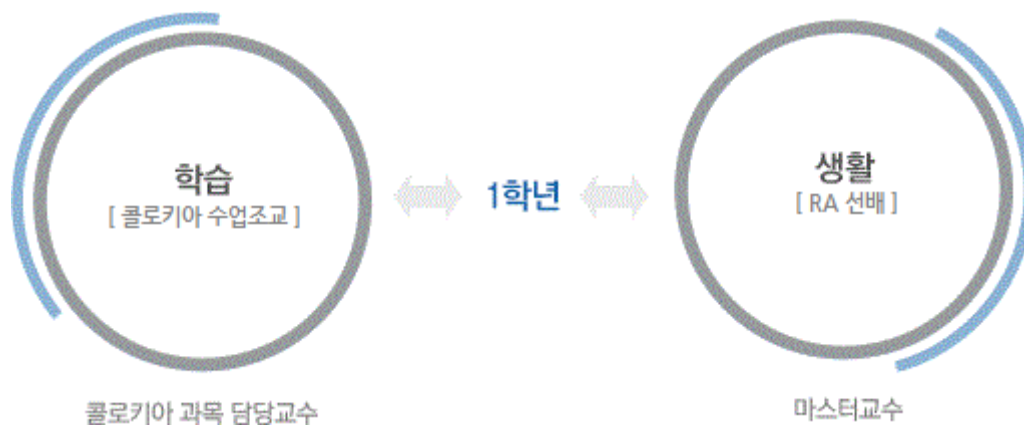 학습
[ 콜로키아 수업조교 ]
1학년
생활
[ RA 선배 ]
콜로키아 과목 담당교수
마스터교수